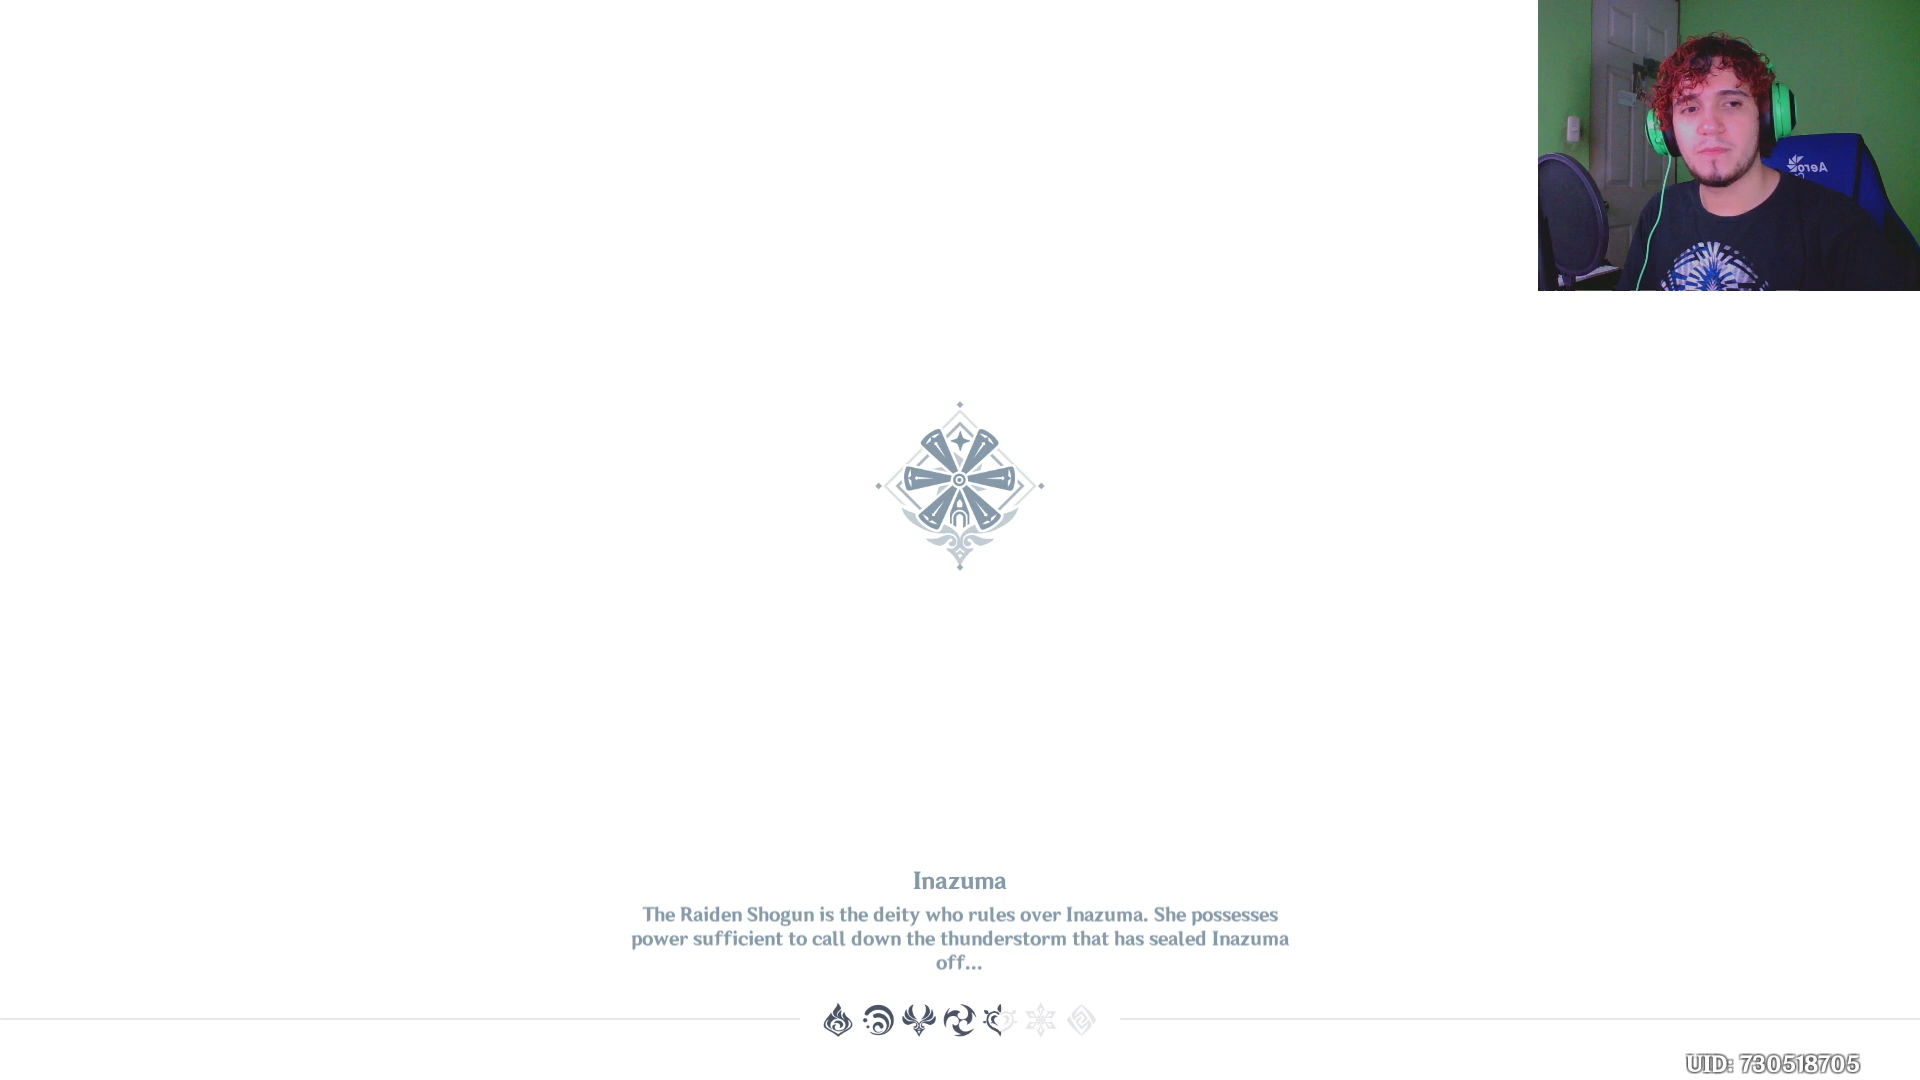 Aero
Inazuma
The Raiden Shogun is the deity who rules over Inazuma. She possesses
power sufficient to call down the thunderstorm that has sealed Inazuma
off...
UID: 730518705